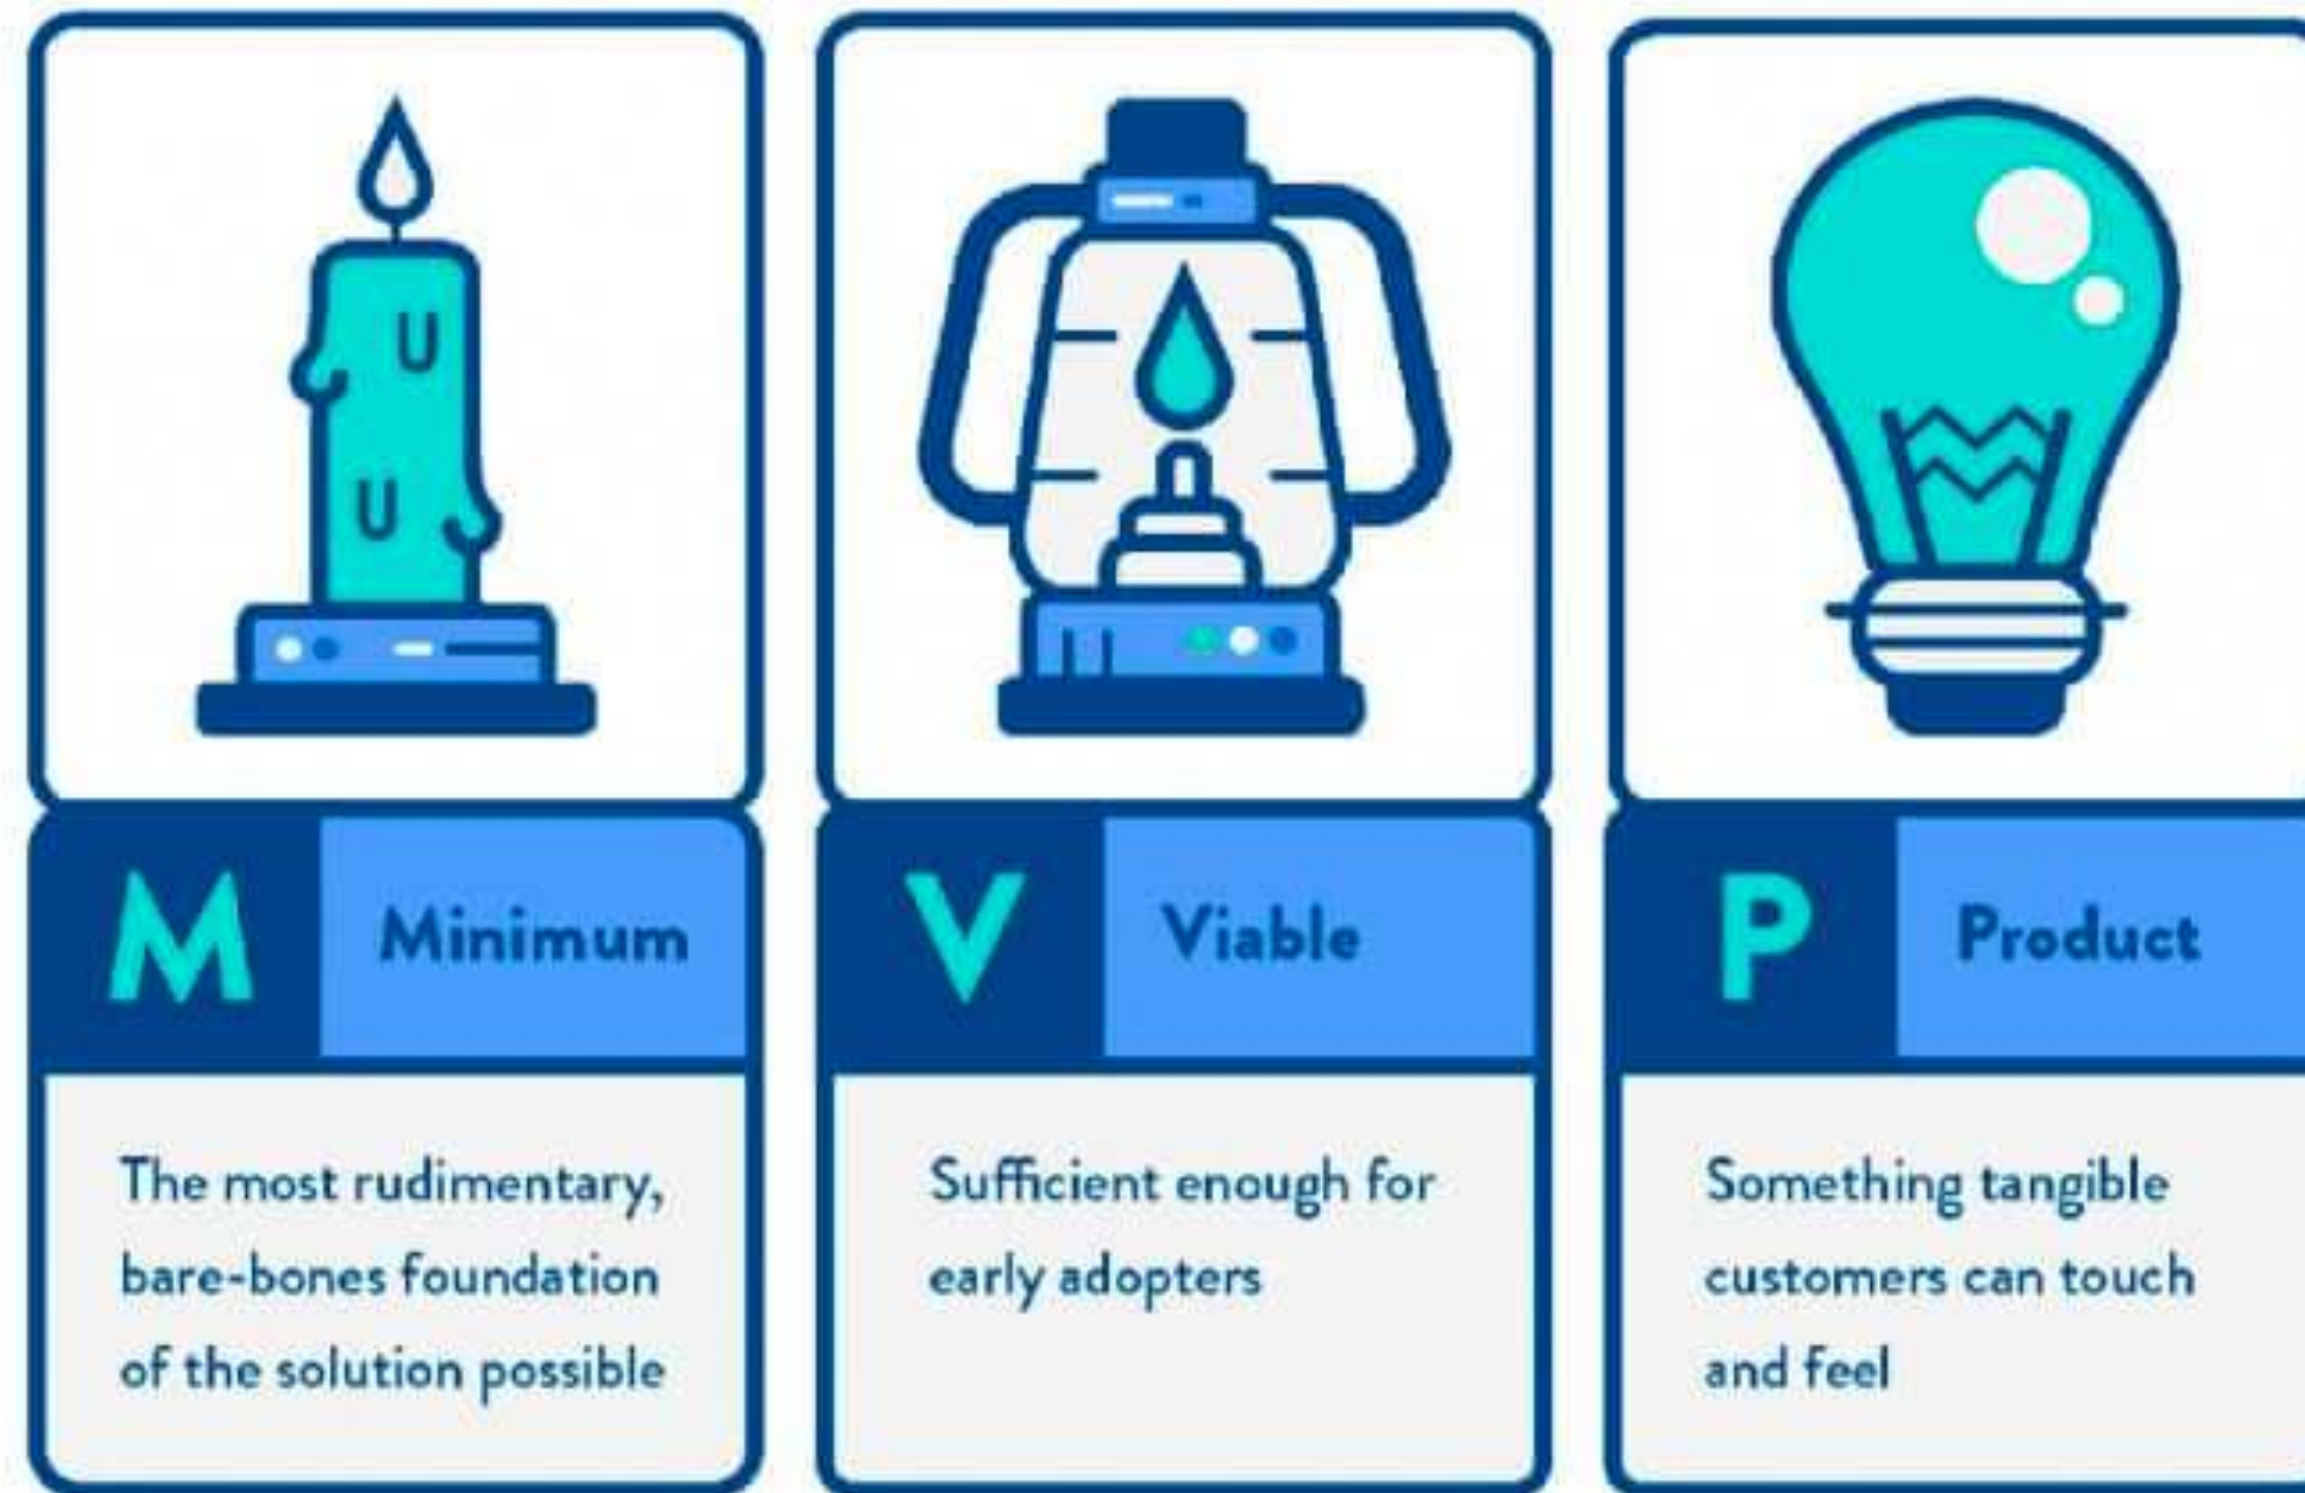 M Minimum
The most rudimentary,
bare-bones foundation
of the solution possible
V Viable
Sufficient enough for
early adopters
P Product
Something tangible
customers can touch
and feel